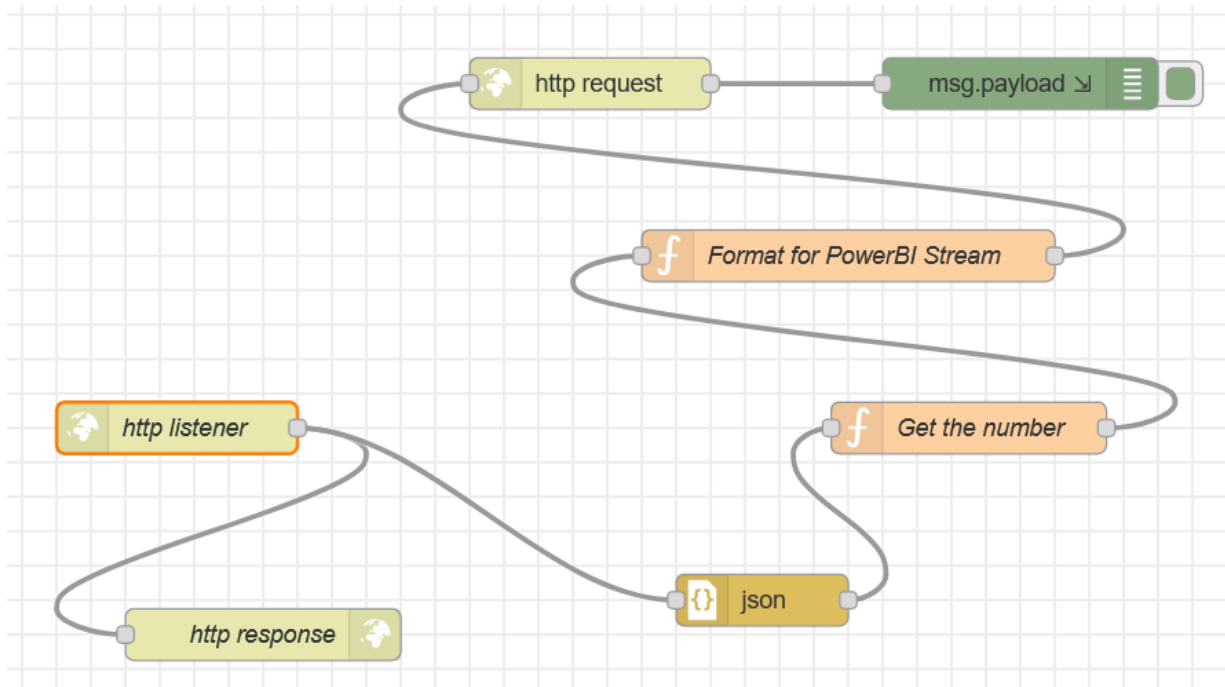 http request
msg.payload
Format for PowerBI Stream
http listener
Get the number
json
http response